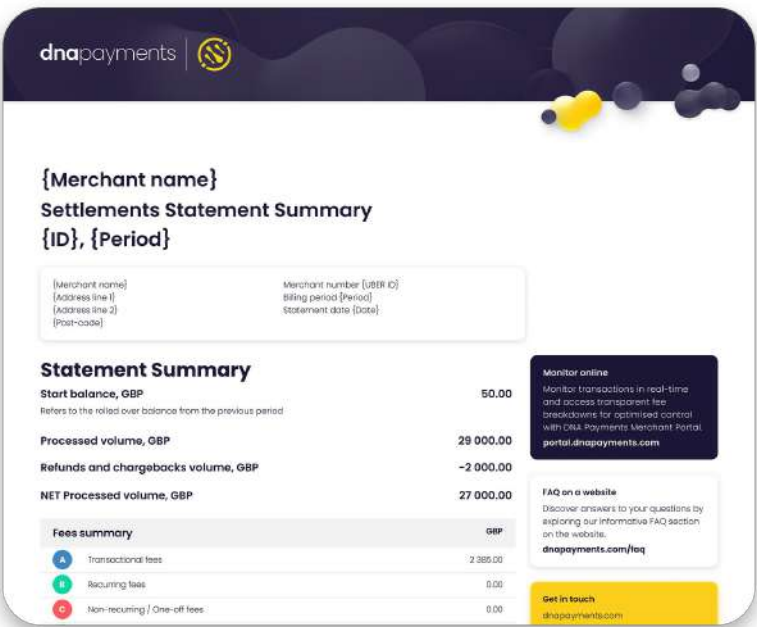 dnapayments
{Merchant name}
Settlements Statement Summary
{ID}, {Period}
{Merchant name}
{Address line 1}
{Address line 2}
{Post-code}
Merchant number {UBER ID}
Billing period {Period}
Statement date {Date}
Statement Summary
Start balance, GBP 50.00
Refers to the rolled over balance from the previous period
Processed volume, GBP 29 000.00
Refunds and chargebacks volume, GBP -2 000.00
NET Processed volume, GBP 27 000.00
Fees summary GBP
A Transactional fees 2 385.00
B Recurring fees 0.00
C Non-recurring / One-off fees 0.00
Monitor online
Monitor transactions in real-time
and access transparent fee
breakdowns for optimised control
with DNA Payments Merchant Portal.
portal.dnapayments.com
FAQ on a website
Discover answers to your questions by
exploring our informative FAQ section
on the website.
dnapayments.com/faq
Get in touch
dnapayments.com